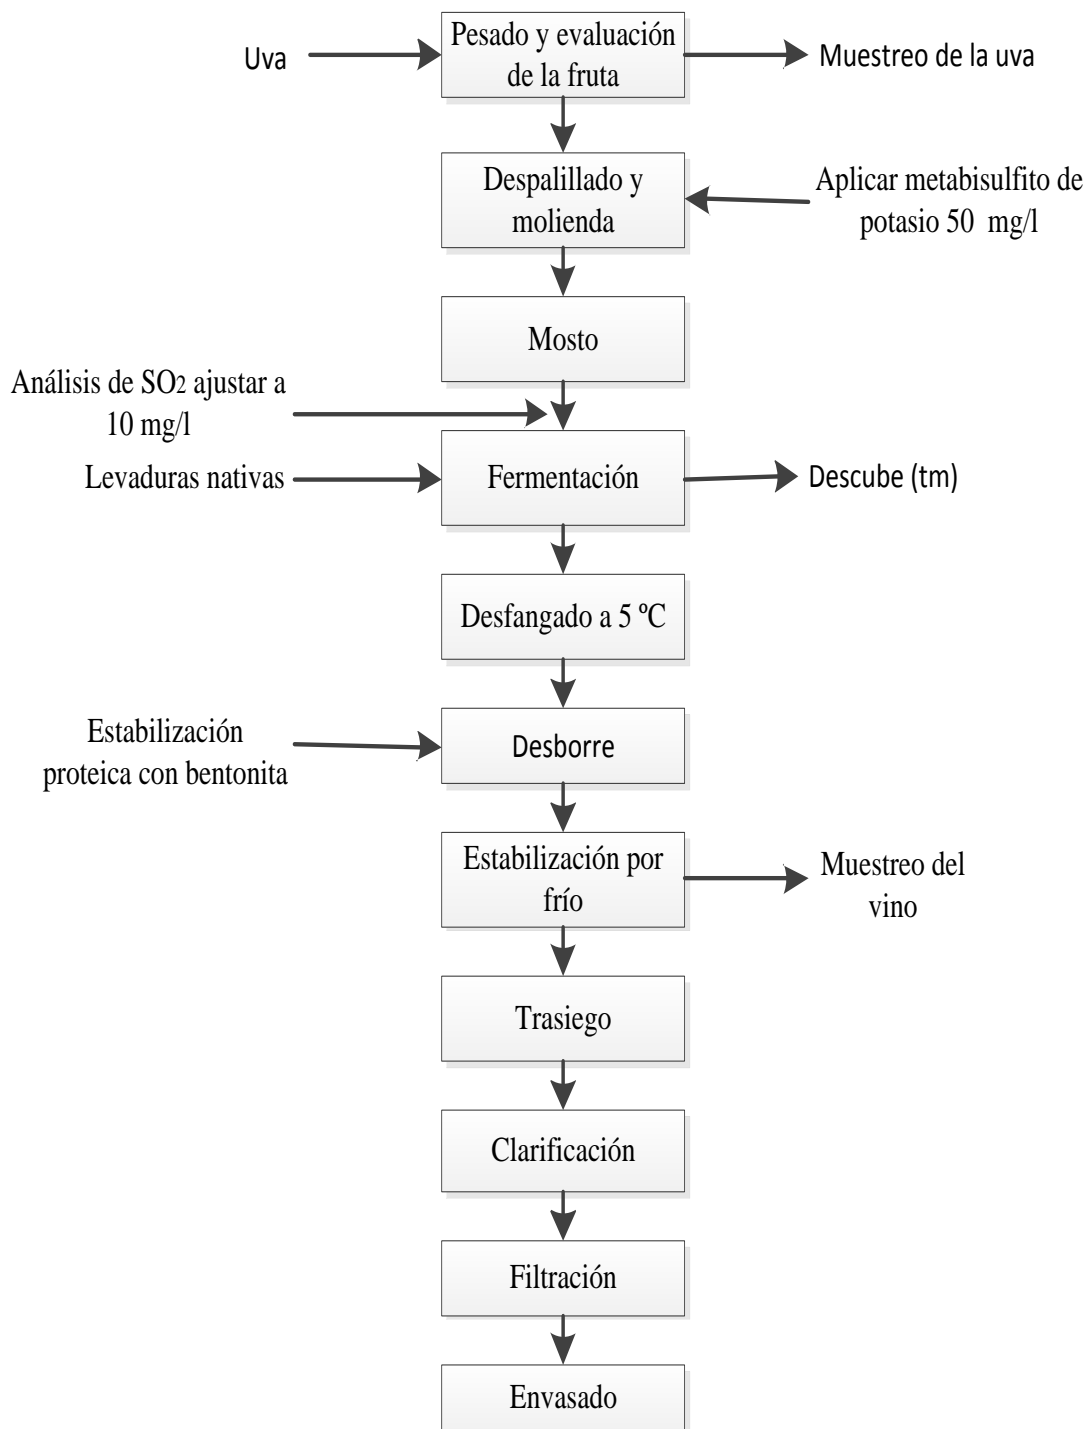 Uva
Pesado y evaluación
de la fruta
Muestreo de la uva
Despalillado y
molienda
Aplicar metabisulfito de
potasio 50 mg/l
Mosto
Análisis de SO2 ajustar a
10 mg/l
Levaduras nativas
Fermentación
Descube (tm)
Desfangado a 5 ºC
Estabilización
proteica con bentonita
Desborre
Estabilización por
frío
Muestreo del
vino
Trasiego
Clarificación
Filtración
Envasado